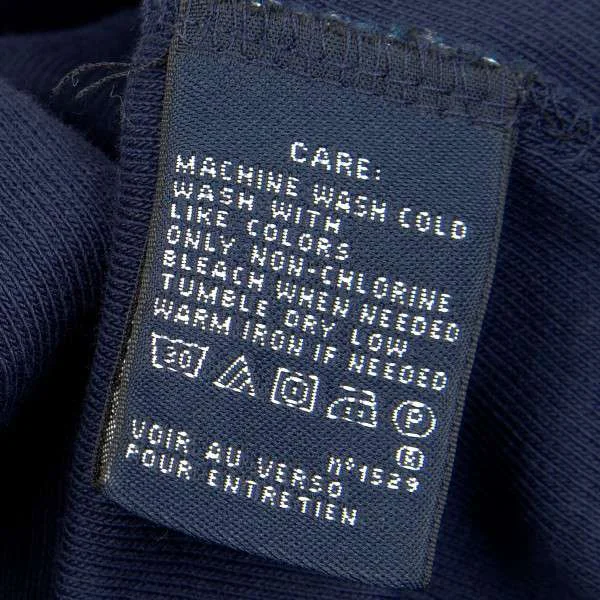 CARE:
MACHINE WASH COLD
WASH WITH
LIKE COLORS
ONLY NON-CHLORINE
BLEACH WHEN NEEDED
TUMBLE DRY LOW
WARM IRON IF NEEDED
30 P
K
VOIR AU VERSO nº1529
POUR ENTRETIEN